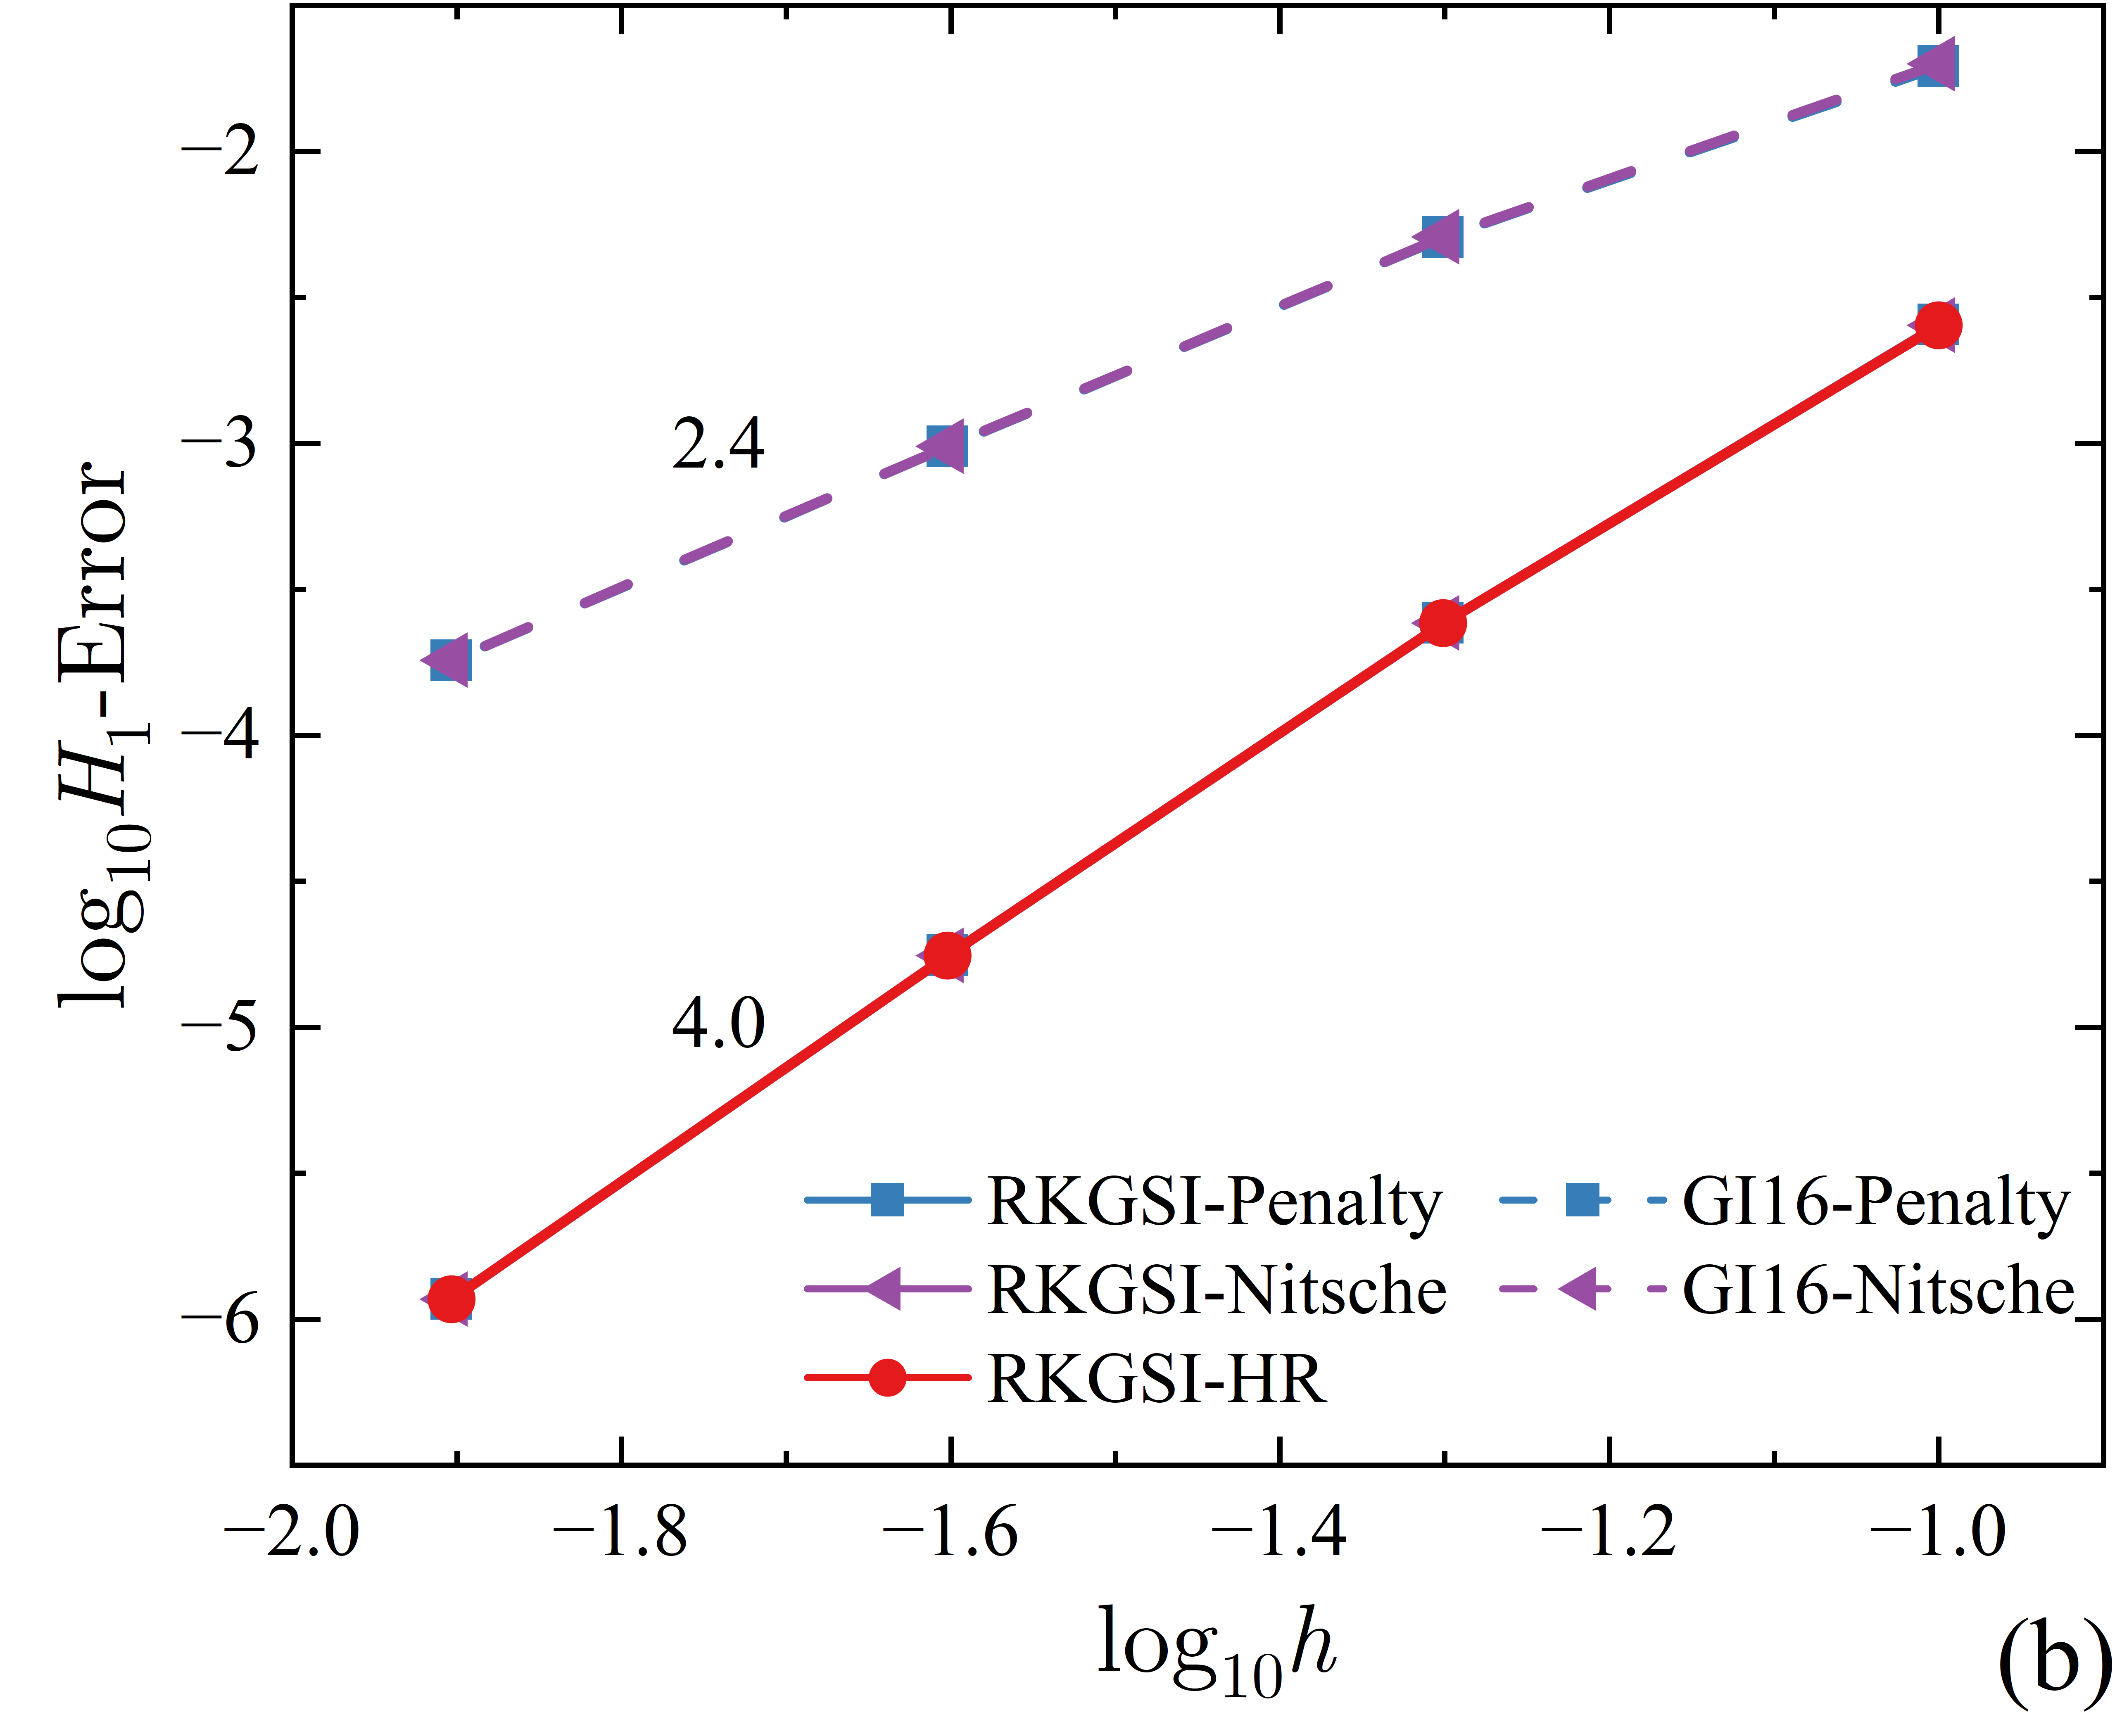 log10H1-Error
−2
−3
−4
−5
−6
2.4
4.0
RKGSI-Penalty
GI16-Penalty
RKGSI-Nitsche
GI16-Nitsche
RKGSI-HR
−2.0 −1.8 −1.6 −1.4 −1.2 −1.0
log10h
(b)